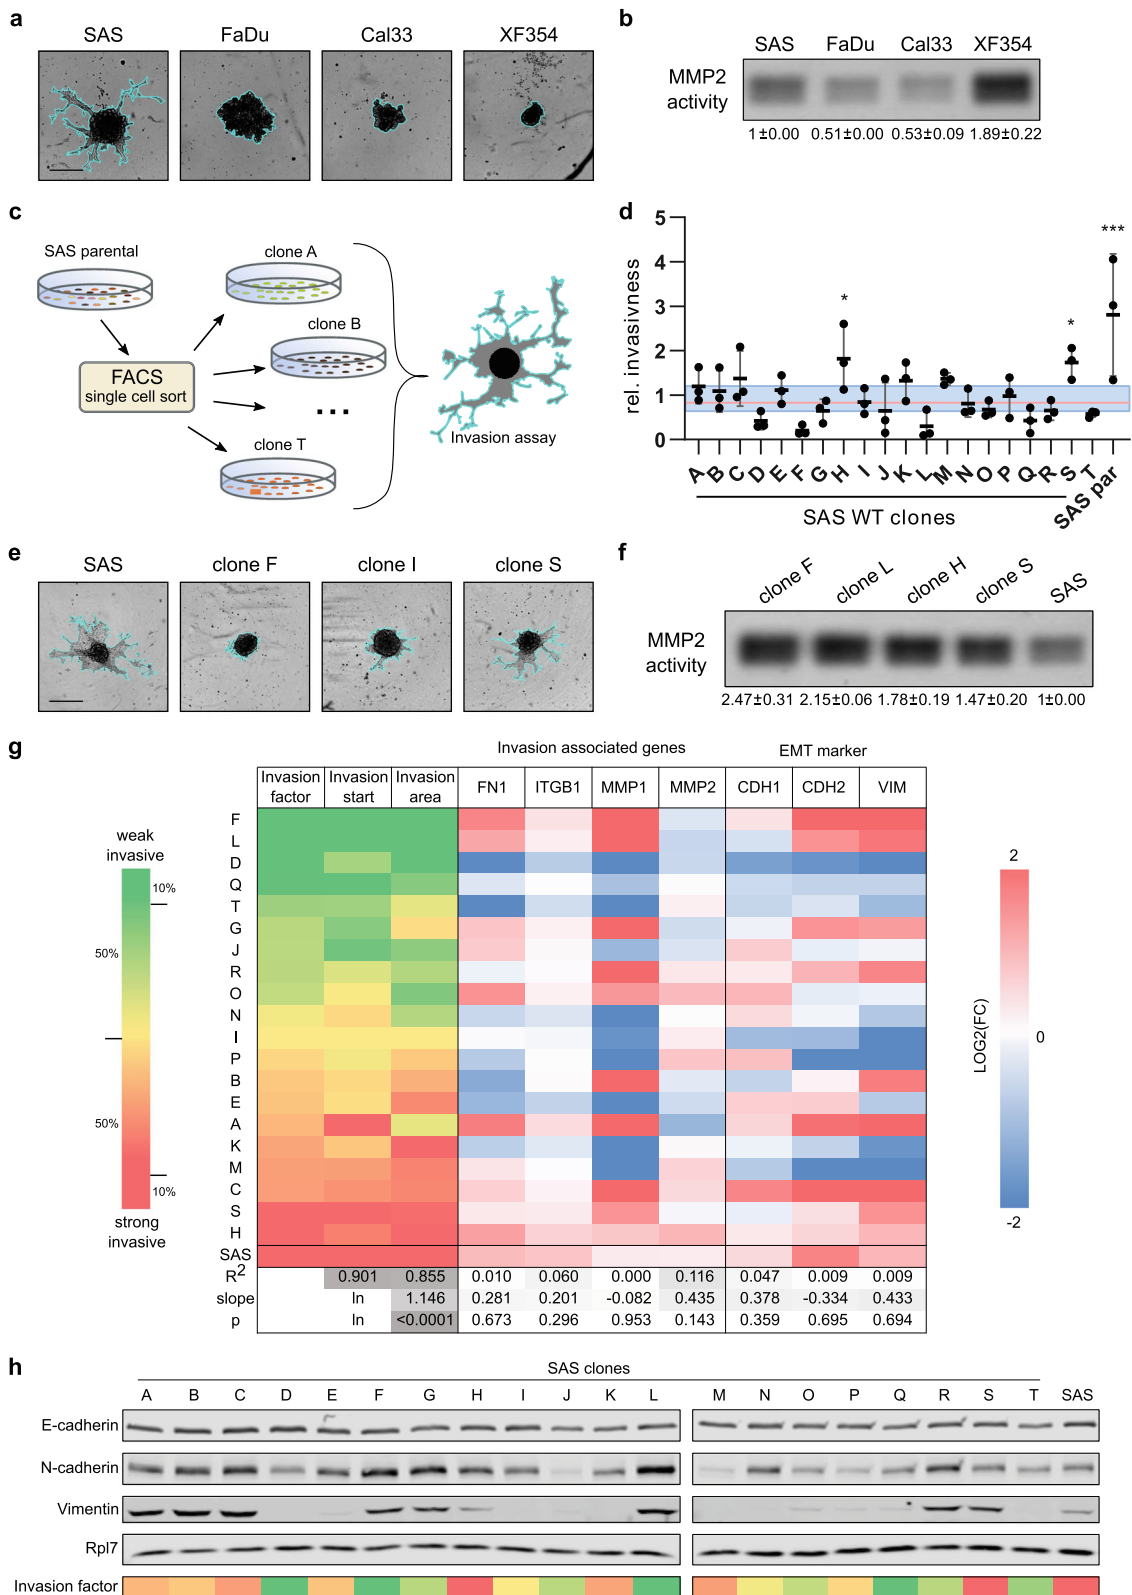 a
SAS FaDu Cal33 XF354
b
SAS FaDu Cal33 XF354
MMP2
activity
1±0.00 0.51±0.00 0.53±0.09 1.89±0.22
c
SAS parental
clone A
clone B
FACS
single cell sort
...
clone T
Invasion assay
d
rel. invasivness
5
4
3
2
1
0
* * ***
A B C D E F G H I J K L M N O P Q R S T SAS par
SAS WT clones
e
SAS clone F clone I clone S
f
clone F clone L clone H clone S SAS
MMP2
activity
2.47±0.31 2.15±0.06 1.78±0.19 1.47±0.20 1±0.00
g
Invasion associated genes EMT marker
Invasion factor Invasion start Invasion area FN1 ITGB1 MMP1 MMP2 CDH1 CDH2 VIM
weak
invasive
10%
50%
50%
10%
strong
invasive
F
L
D
Q
T
G
J
R
O
N
I
P
B
E
A
K
M
C
S
H
SAS
R2 0.901 0.855 0.010 0.060 0.000 0.116 0.047 0.009 0.009
slope ln 1.146 0.281 0.201 -0.082 0.435 0.378 -0.334 0.433
p ln <0.0001 0.673 0.296 0.953 0.143 0.359 0.695 0.694
2
0
-2
LOG2(FC)
h
SAS clones
A B C D E F G H I J K L M N O P Q R S T SAS
E-cadherin
N-cadherin
Vimentin
Rpl7
Invasion factor